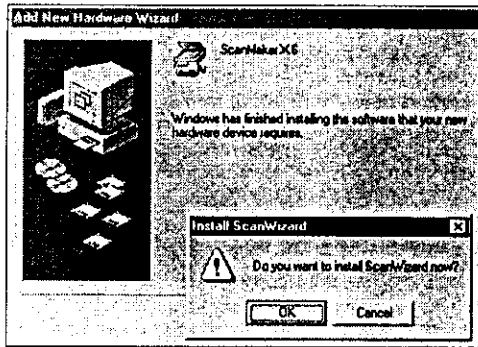 Add New Hardware Wizard
ScanMaker X6
Windows has finished installing the software that your new
hardware device requires.
Install ScanWizard
Do you want to install ScanWizard now?
OK
Cancel